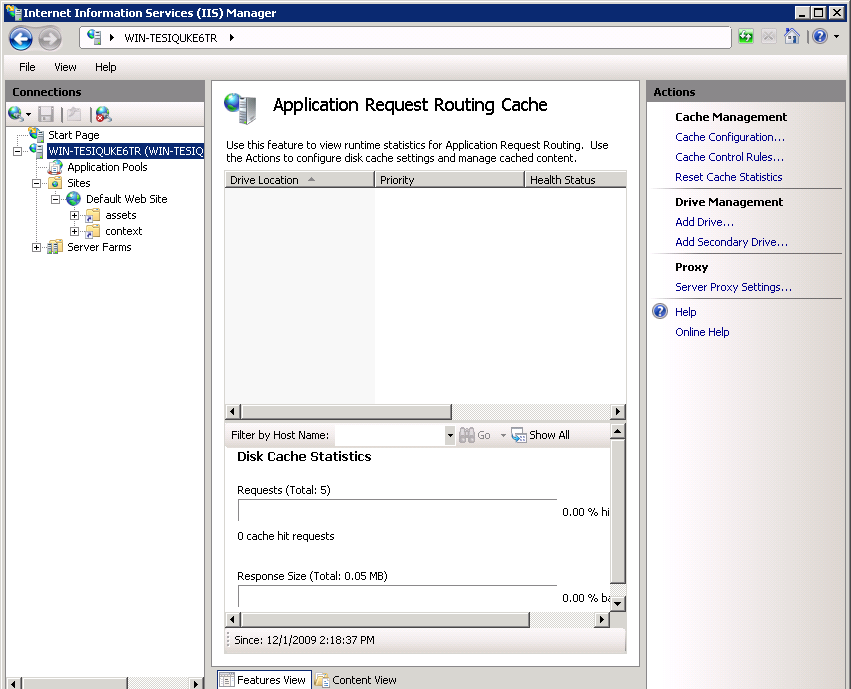 Internet Information Services (IIS) Manager
WIN-TESIQUKE6TR
File View Help
Connections
Start Page
WIN-TESIQUKE6TR (WIN-TESIQ
Application Pools
Sites
Default Web Site
assets
context
Server Farms
Application Request Routing Cache
Use this feature to view runtime statistics for Application Request Routing. Use
the Actions to configure disk cache settings and manage cached content.
Drive Location Priority Health Status
Filter by Host Name: Go Show All
Disk Cache Statistics
Requests (Total: 5)
0.00 % hi
0 cache hit requests
Response Size (Total: 0.05 MB)
0.00 % ba
Since: 12/1/2009 2:18:37 PM
Features View Content View
Actions
Cache Management
Cache Configuration...
Cache Control Rules...
Reset Cache Statistics
Drive Management
Add Drive...
Add Secondary Drive...
Proxy
Server Proxy Settings...
Help
Online Help